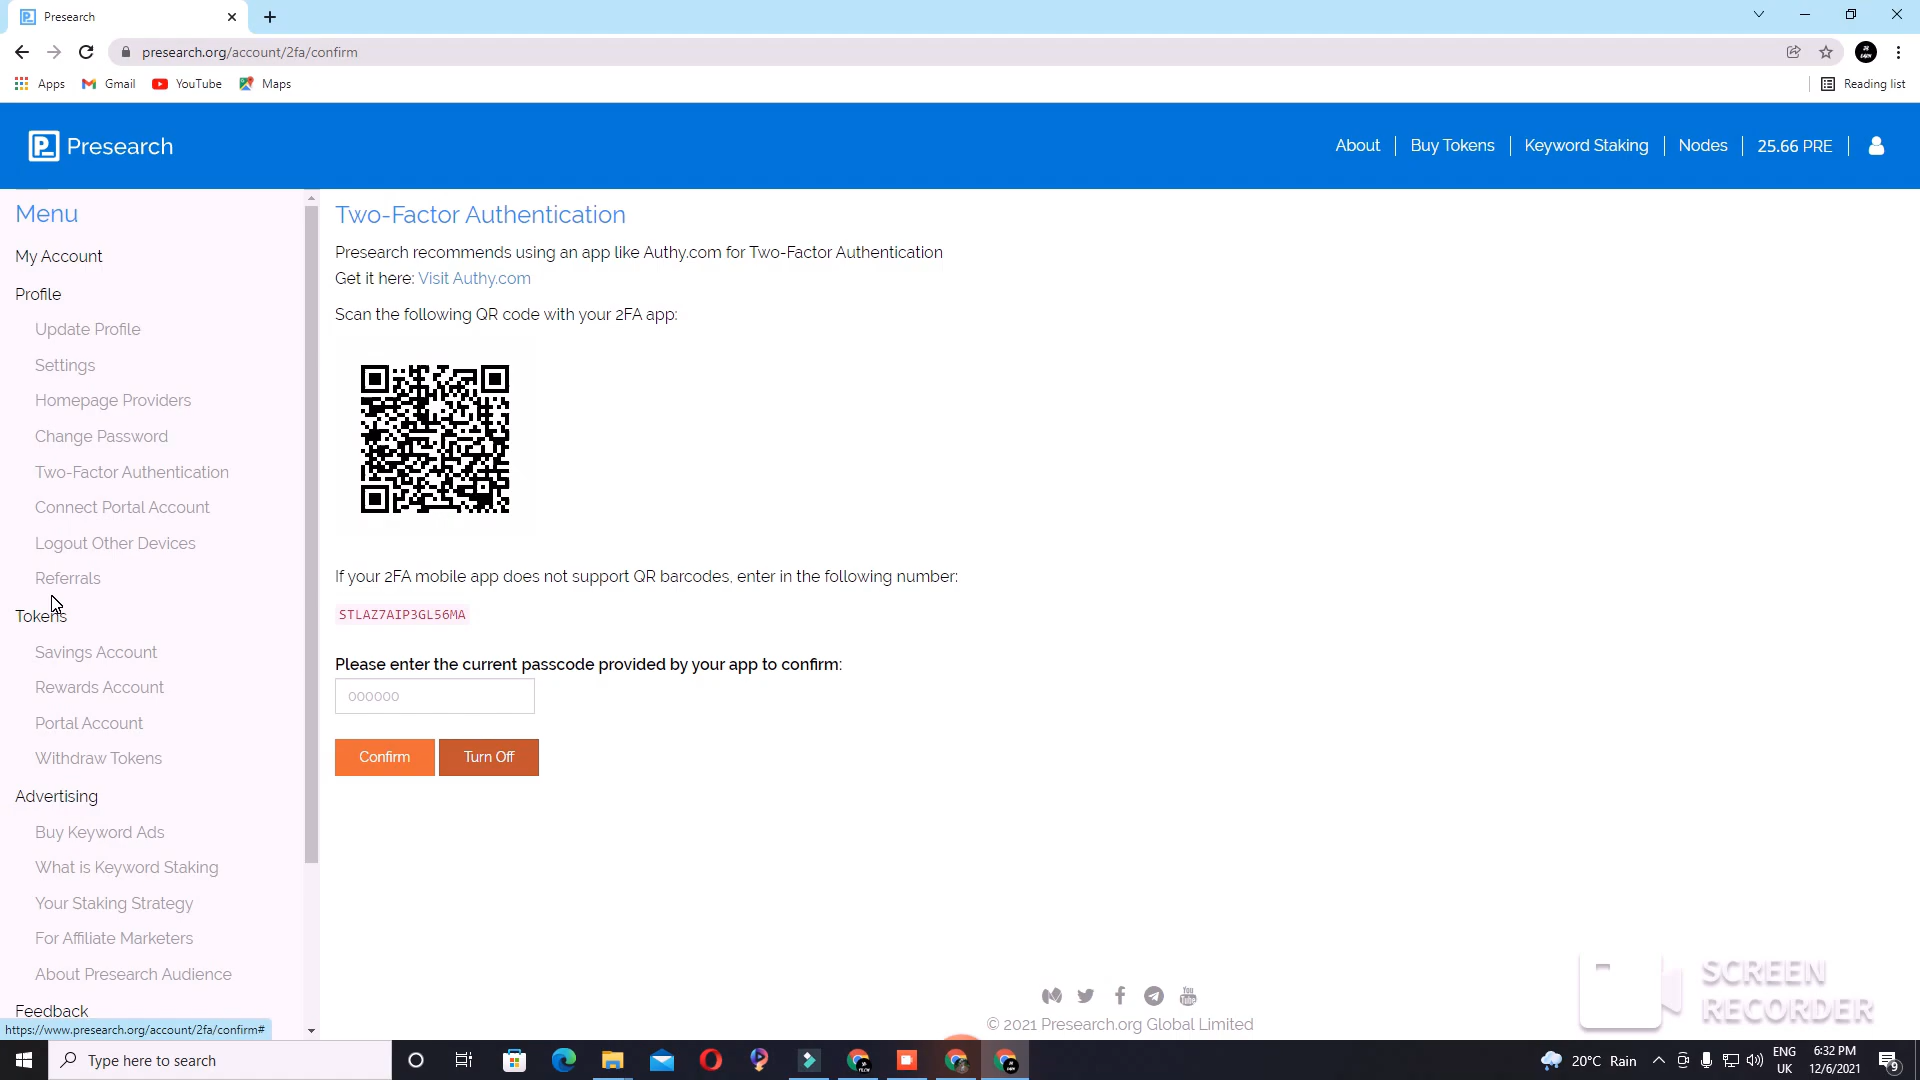 Presearch
presearch.org/account/2fa/confirm
Apps
Gmail
YouTube
Maps
Reading list
Presearch
About
Buy Tokens
Keyword Staking
Nodes
25.66 PRE
Menu
My Account
Profile
Update Profile
Settings
Homepage Providers
Change Password
Two-Factor Authentication
Connect Portal Account
Logout Other Devices
Referrals
Tokens
Savings Account
Rewards Account
Portal Account
Withdraw Tokens
Advertising
Buy Keyword Ads
What is Keyword Staking
Your Staking Strategy
For Affiliate Marketers
About Presearch Audience
Feedback
https://www.presearch.org/account/2fa/confirm#
Two-Factor Authentication
Presearch recommends using an app like Authy.com for Two-Factor Authentication
Get it here: Visit Authy.com
Scan the following QR code with your 2FA app:
If your 2FA mobile app does not support QR barcodes, enter in the following number:
STLAZ7AIP3GL56MA
Please enter the current passcode provided by your app to confirm:
000000
Confirm
Turn Off
© 2021 Presearch.org Global Limited
SCREEN
RECORDER
Type here to search
20°C Rain
ENG
UK
6:32 PM
12/6/2021
9